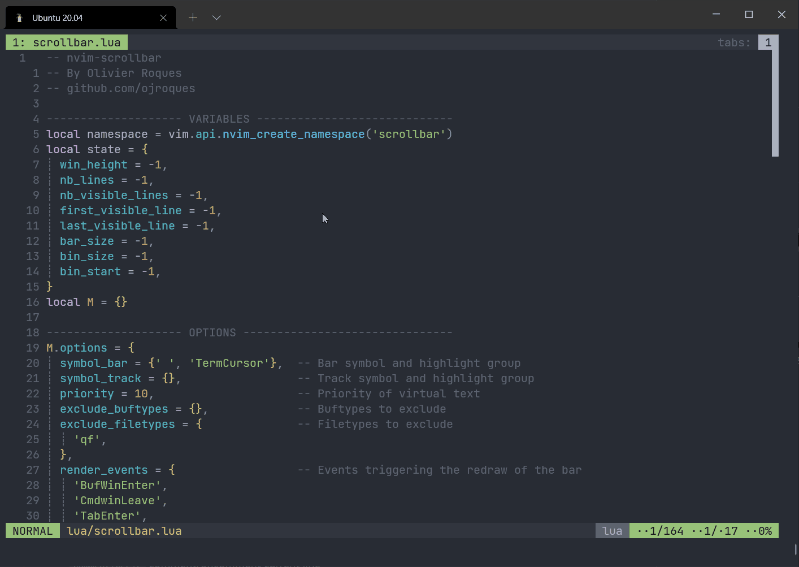 Ubuntu 20.04
1: scrollbar.lua tabs: 1
1 -- nvim-scrollbar
1 -- By Olivier Roques
2 -- github.com/ojroques
3
4 -------------------- VARIABLES -----------------------------
5 local namespace = vim.api.nvim_create_namespace('scrollbar')
6 local state = {
7 win_height = -1,
8 nb_lines = -1,
9 nb_visible_lines = -1,
10 first_visible_line = -1,
11 last_visible_line = -1,
12 bar_size = -1,
13 bin_size = -1,
14 bin_start = -1,
15 }
16 local M = {}
17
18 -------------------- OPTIONS -------------------------------
19 M.options = {
20 symbol_bar = {' ', 'TermCursor'},  -- Bar symbol and highlight group
21 symbol_track = {},                 -- Track symbol and highlight group
22 priority = 10,                     -- Priority of virtual text
23 exclude_buftypes = {},             -- Buftypes to exclude
24 exclude_filetypes = {              -- Filetypes to exclude
25 'qf',
26 },
27 render_events = {                  -- Events triggering the redraw of the bar
28 'BufWinEnter',
29 'CmdwinLeave',
30 'TabEnter',
NORMAL lua/scrollbar.lua lua ··1/164 ··1/·17 ··0%